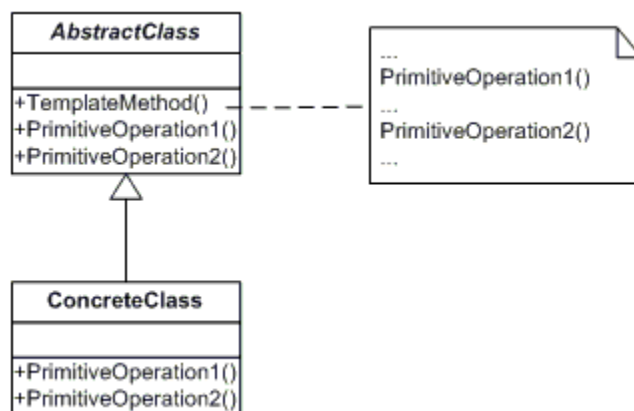 AbstractClass
+TemplateMethod()
+PrimitiveOperation1()
+PrimitiveOperation2()
...
PrimitiveOperation1()
...
PrimitiveOperation2()
...
ConcreteClass
+PrimitiveOperation1()
+PrimitiveOperation2()